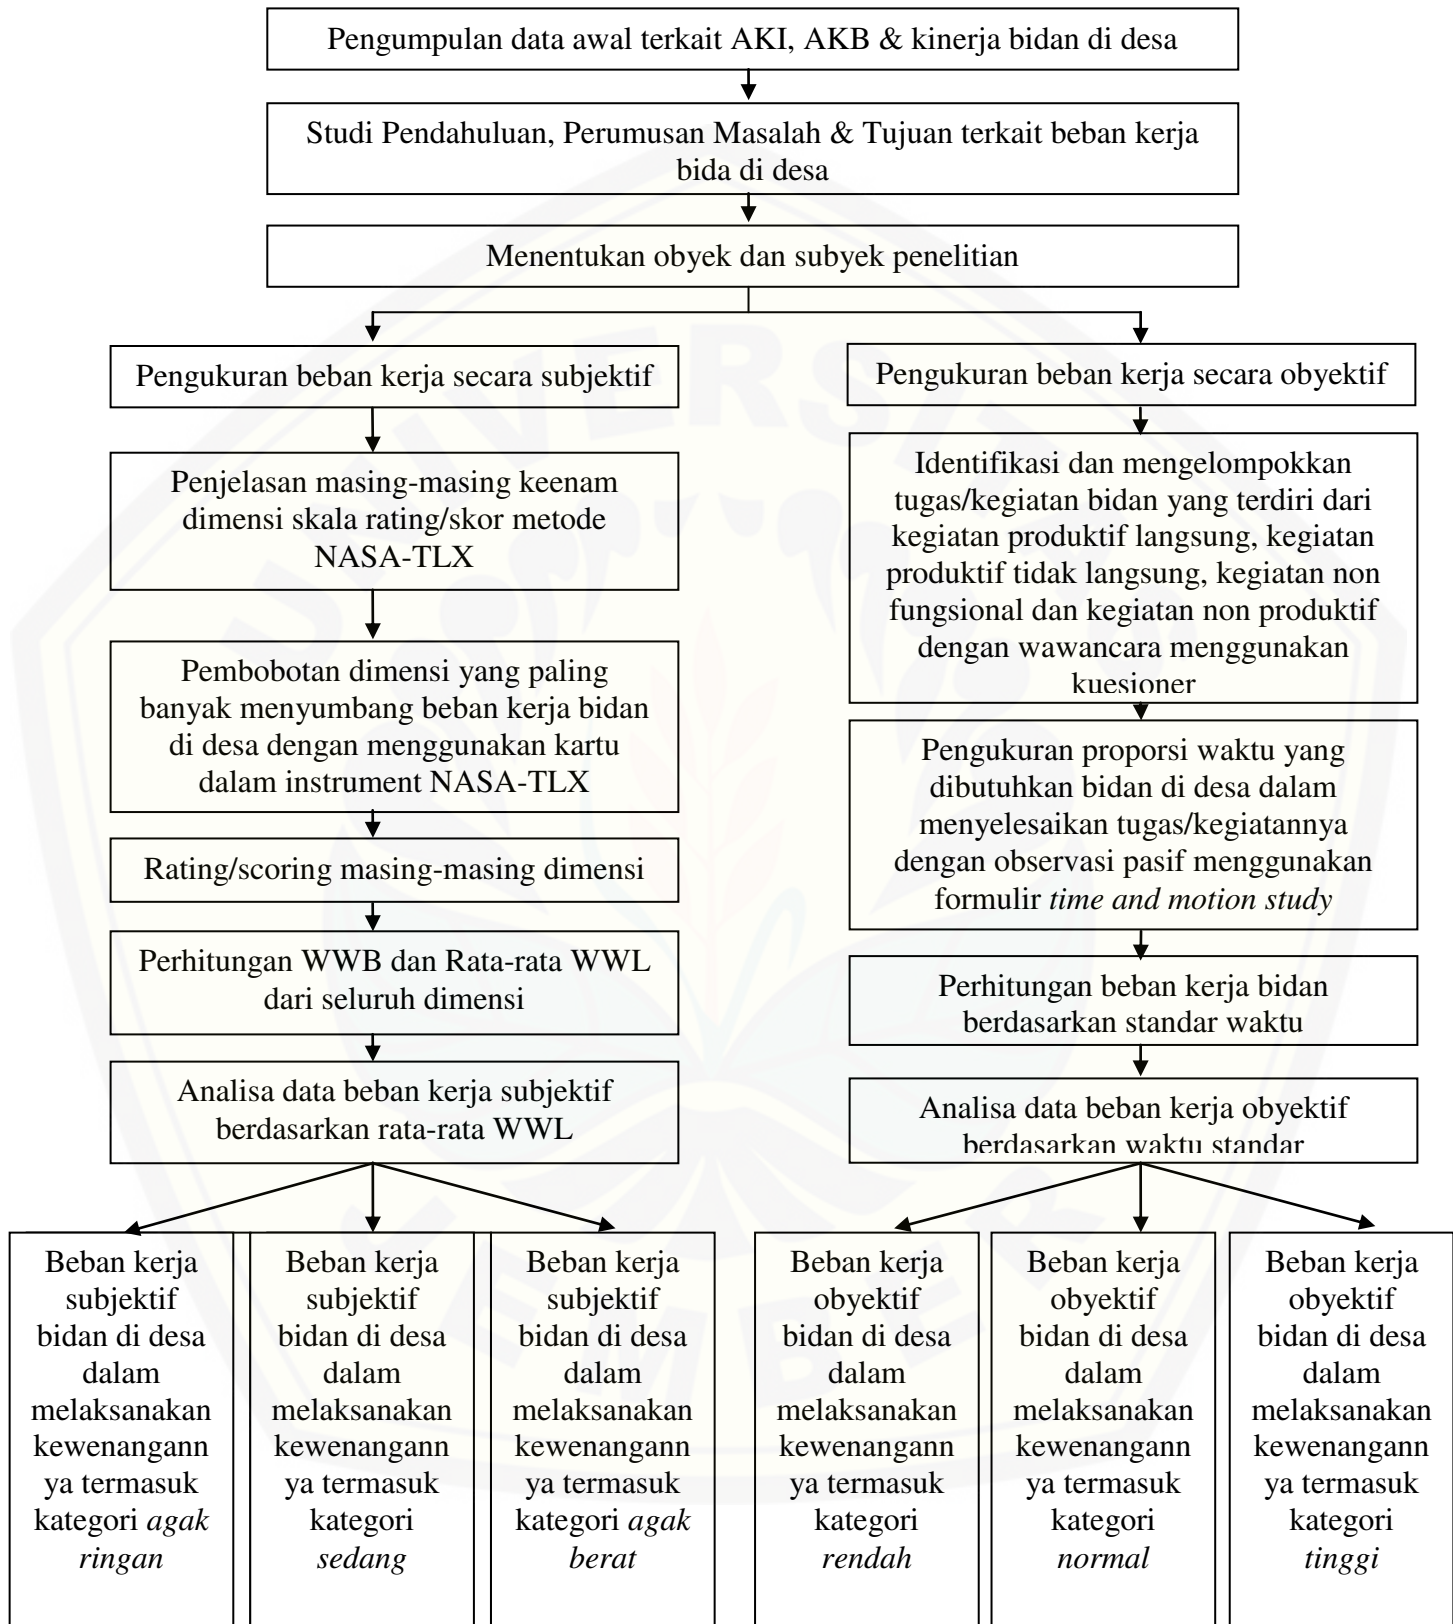 Pengumpulan data awal terkait AKI, AKB & kinerja bidan di desa
Studi Pendahuluan, Perumusan Masalah & Tujuan terkait beban kerja
bida di desa
Menentukan obyek dan subyek penelitian
Pengukuran beban kerja secara subjektif
Penjelasan masing-masing keenam
dimensi skala rating/skor metode
NASA-TLX
Pembobotan dimensi yang paling
banyak menyumbang beban kerja bidan
di desa dengan menggunakan kartu
dalam instrument NASA-TLX
Rating/scoring masing-masing dimensi
Perhitungan WWB dan Rata-rata WWL
dari seluruh dimensi
Analisa data beban kerja subjektif
berdasarkan rata-rata WWL
Pengukuran beban kerja secara obyektif
Identifikasi dan mengelompokkan
tugas/kegiatan bidan yang terdiri dari
kegiatan produktif langsung, kegiatan
produktif tidak langsung, kegiatan non
fungsional dan kegiatan non produktif
dengan wawancara menggunakan
kuesioner
Pengukuran proporsi waktu yang
dibutuhkan bidan di desa dalam
menyelesaikan tugas/kegiatannya
dengan observasi pasif menggunakan
formulir time and motion study
Perhitungan beban kerja bidan
berdasarkan standar waktu
Analisa data beban kerja obyektif
berdasarkan waktu standar
Beban kerja
subjektif
bidan di desa
dalam
melaksanakan
kewenangann
ya termasuk
kategori agak
ringan
Beban kerja
subjektif
bidan di desa
dalam
melaksanakan
kewenangann
ya termasuk
kategori
sedang
Beban kerja
subjektif
bidan di desa
dalam
melaksanakan
kewenangann
ya termasuk
kategori agak
berat
Beban kerja
obyektif
bidan di desa
dalam
melaksanakan
kewenangann
ya termasuk
kategori
rendah
Beban kerja
obyektif
bidan di desa
dalam
melaksanakan
kewenangann
ya termasuk
kategori
normal
Beban kerja
obyektif
bidan di desa
dalam
melaksanakan
kewenangann
ya termasuk
kategori
tinggi
UNIVERSITAS
JEMBER